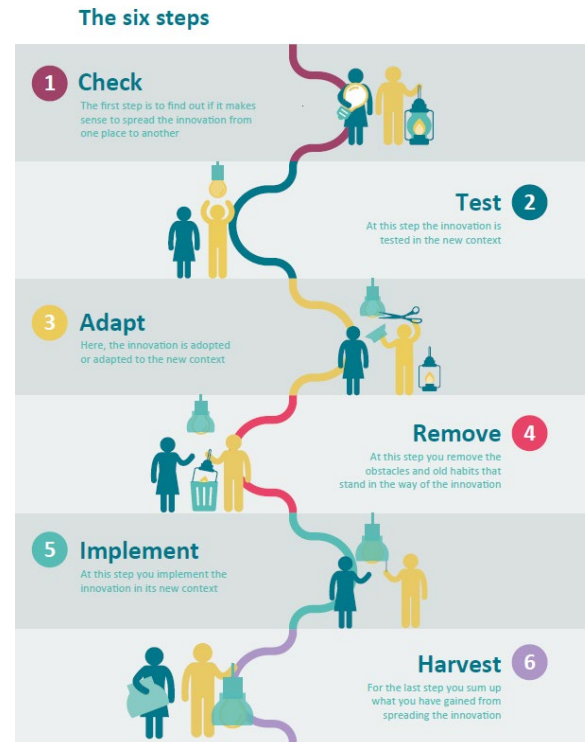 The six steps
1 Check
The first step is to find out if it makes
sense to spread the innovation from
one place to another
Test 2
At this step the innovation is
tested in the new context
3 Adapt
Here, the innovation is adopted
or adapted to the new context
Remove 4
At this step you remove the
obstacles and old habits that
stand in the way of the innovation
5 Implement
At this step you implement the
innovation in its new context
Harvest 6
For the last step you sum up
what you have gained from
spreading the innovation